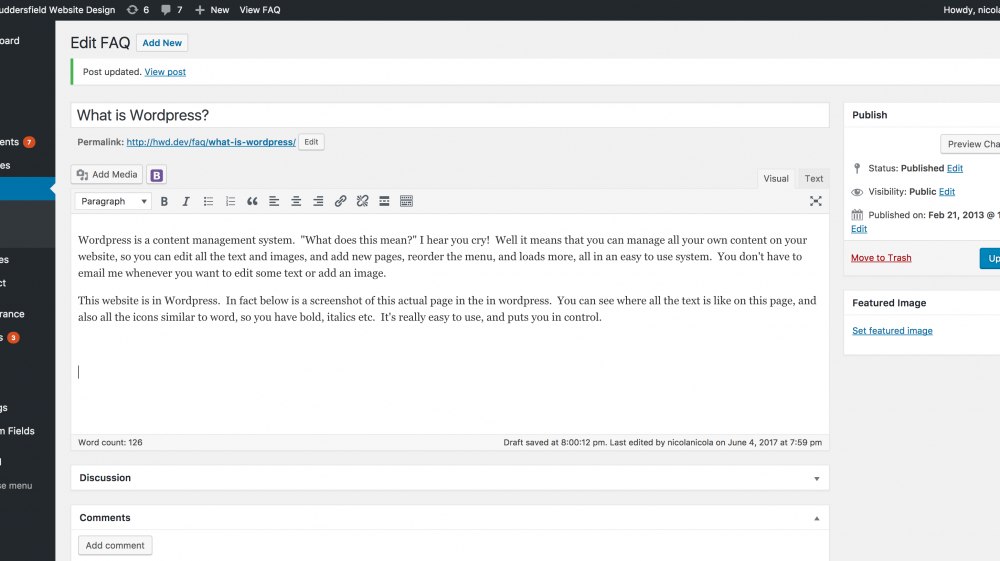 uddersfield Website Design 6 7 + New View FAQ Howdy, nicola
oard
Edit FAQ Add New
Post updated. View post
What is Wordpress?
Permalink: http://hwd.dev/faq/what-is-wordpress/ Edit
ents 7
es
Add Media B
Visual Text
Paragraph B I
Wordpress is a content management system. "What does this mean?" I hear you cry! Well it means that you can manage all your own content on your
website, so you can edit all the text and images, and add new pages, reorder the menu, and loads more, all in an easy to use system. You don't have to
email me whenever you want to edit some text or add an image.
This website is in Wordpress. In fact below is a screenshot of this actual page in the in wordpress. You can see where all the text is like on this page, and
also all the icons similar to word, so you have bold, italics etc. It's really easy to use, and puts you in control.
Word count: 126 Draft saved at 8:00:12 pm. Last edited by nicolanicola on June 4, 2017 at 7:59 pm
es
ct
rance
s 3
gs
m Fields
se menu
Discussion
Comments
Add comment
Publish
Preview Cha
Status: Published Edit
Visibility: Public Edit
Published on: Feb 21, 2013 @ 1
Edit
Move to Trash Up
Featured Image
Set featured image